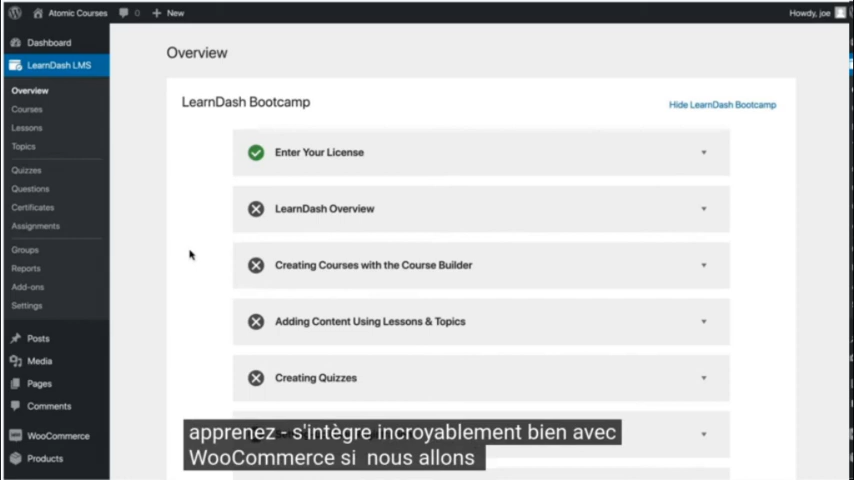 Atomic Courses
0
New
Howdy, joe
Dashboard
LearnDash LMS
Overview
Courses
Lessons
Topics
Quizzes
Questions
Certificates
Assignments
Groups
Reports
Add-ons
Settings
Posts
Media
Pages
Comments
WooCommerce
Products
Overview
LearnDash Bootcamp
Hide LearnDash Bootcamp
Enter Your License
LearnDash Overview
Creating Courses with the Course Builder
Adding Content Using Lessons & Topics
Creating Quizzes
apprenez- s'intègre incroyablement bien avec
WooCommerce si nous allons